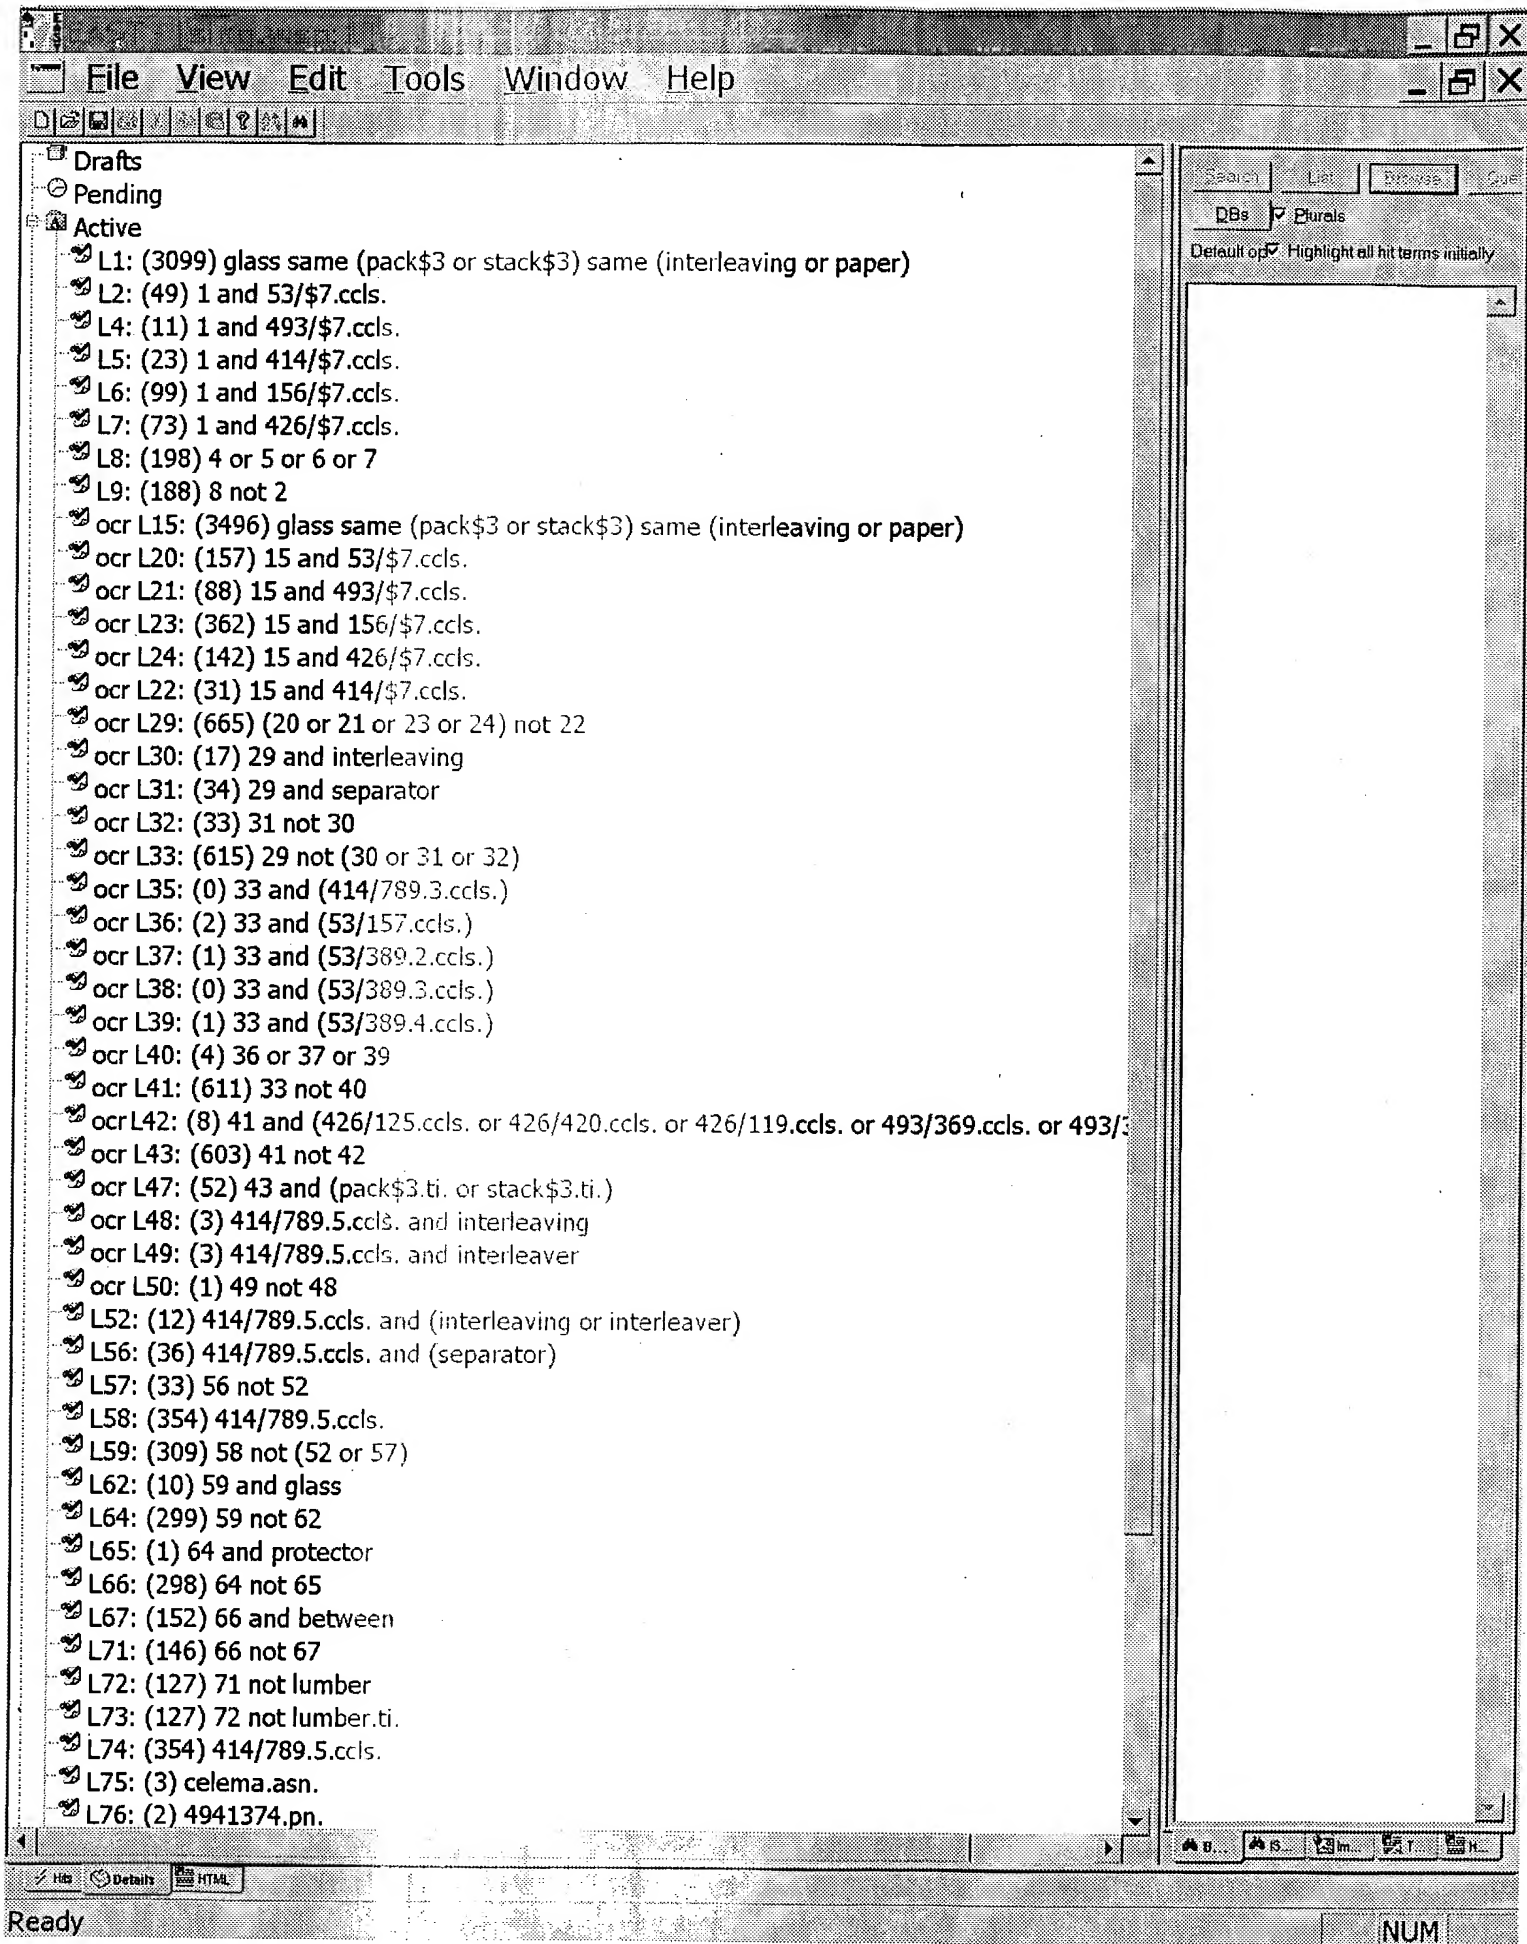 File View Edit Tools Window Help
Drafts
Pending
Active
L1: (3099) glass same (pack$3 or stack$3) same (interleaving or paper)
L2: (49) 1 and 53/$7.ccls.
L4: (11) 1 and 493/$7.ccls.
L5: (23) 1 and 414/$7.ccls.
L6: (99) 1 and 156/$7.ccls.
L7: (73) 1 and 426/$7.ccls.
L8: (198) 4 or 5 or 6 or 7
L9: (188) 8 not 2
ocr L15: (3496) glass same (pack$3 or stack$3) same (interleaving or paper)
ocr L20: (157) 15 and 53/$7.ccls.
ocr L21: (88) 15 and 493/$7.ccls.
ocr L23: (362) 15 and 156/$7.ccls.
ocr L24: (142) 15 and 426/$7.ccls.
ocr L22: (31) 15 and 414/$7.ccls.
ocr L29: (665) (20 or 21 or 23 or 24) not 22
ocr L30: (17) 29 and interleaving
ocr L31: (34) 29 and separator
ocr L32: (33) 31 not 30
ocr L33: (615) 29 not (30 or 31 or 32)
ocr L35: (0) 33 and (414/789.3.ccls.)
ocr L36: (2) 33 and (53/157.ccls.)
ocr L37: (1) 33 and (53/389.2.ccls.)
ocr L38: (0) 33 and (53/389.3.ccls.)
ocr L39: (1) 33 and (53/389.4.ccls.)
ocr L40: (4) 36 or 37 or 39
ocr L41: (611) 33 not 40
ocr L42: (8) 41 and (426/125.ccls. or 426/420.ccls. or 426/119.ccls. or 493/369.ccls. or 493/3
ocr L43: (603) 41 not 42
ocr L47: (52) 43 and (pack$3.ti. or stack$3.ti.)
ocr L48: (3) 414/789.5.ccls. and interleaving
ocr L49: (3) 414/789.5.ccls. and interleaver
ocr L50: (1) 49 not 48
L52: (12) 414/789.5.ccls. and (interleaving or interleaver)
L56: (36) 414/789.5.ccls. and (separator)
L57: (33) 56 not 52
L58: (354) 414/789.5.ccls.
L59: (309) 58 not (52 or 57)
L62: (10) 59 and glass
L64: (299) 59 not 62
L65: (1) 64 and protector
L66: (298) 64 not 65
L67: (152) 66 and between
L71: (146) 66 not 67
L72: (127) 71 not lumber
L73: (127) 72 not lumber.ti.
L74: (354) 414/789.5.ccls.
L75: (3) celema.asn.
L76: (2) 4941374.pn.
Search List Browse Que
DBs Plurals
Default op Highlight all hit terms initially
B... IS... Im... T... H...
Hits Details HTML
Ready NUM